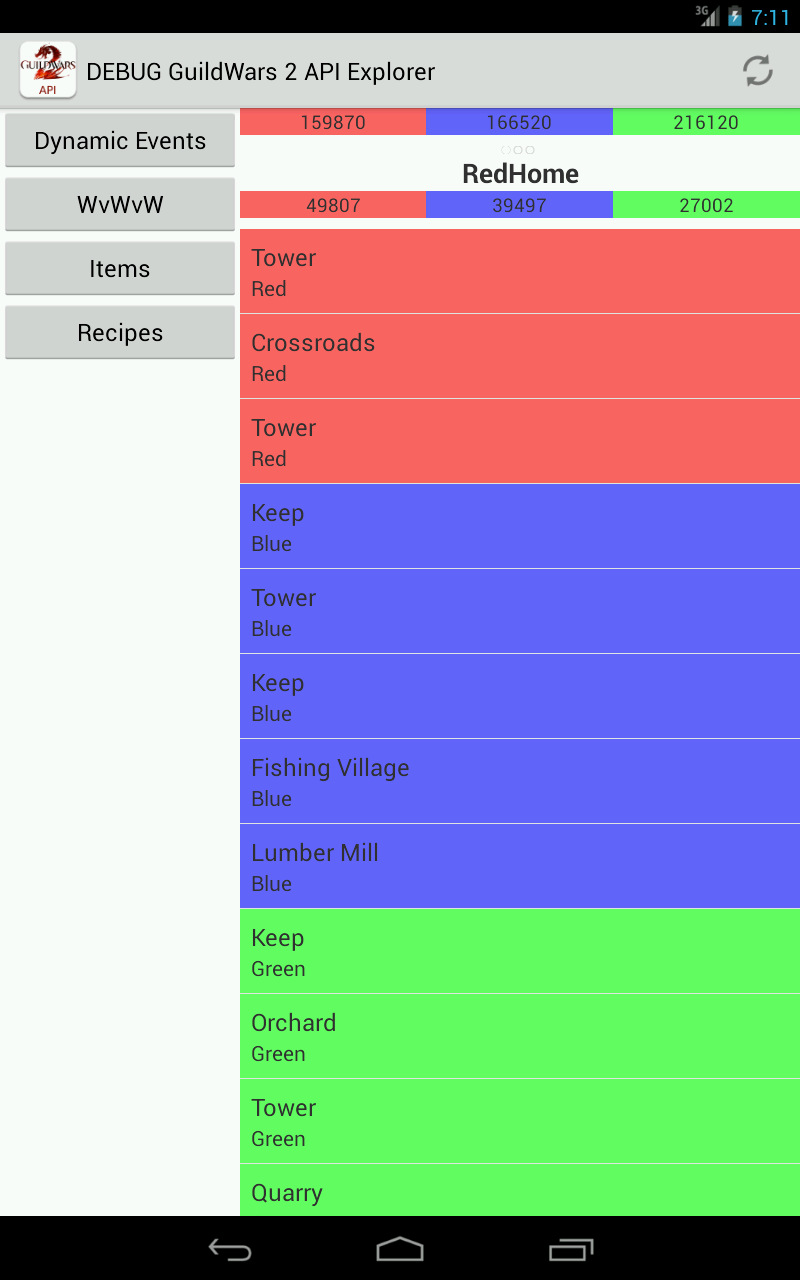 3G
7:11
GUILDWARS
2
API
DEBUG GuildWars 2 API Explorer
Dynamic Events
WvWvW
Items
Recipes
159870 166520 216120
RedHome
49807 39497 27002
Tower
Red
Crossroads
Red
Tower
Red
Keep
Blue
Tower
Blue
Keep
Blue
Fishing Village
Blue
Lumber Mill
Blue
Keep
Green
Orchard
Green
Tower
Green
Quarry